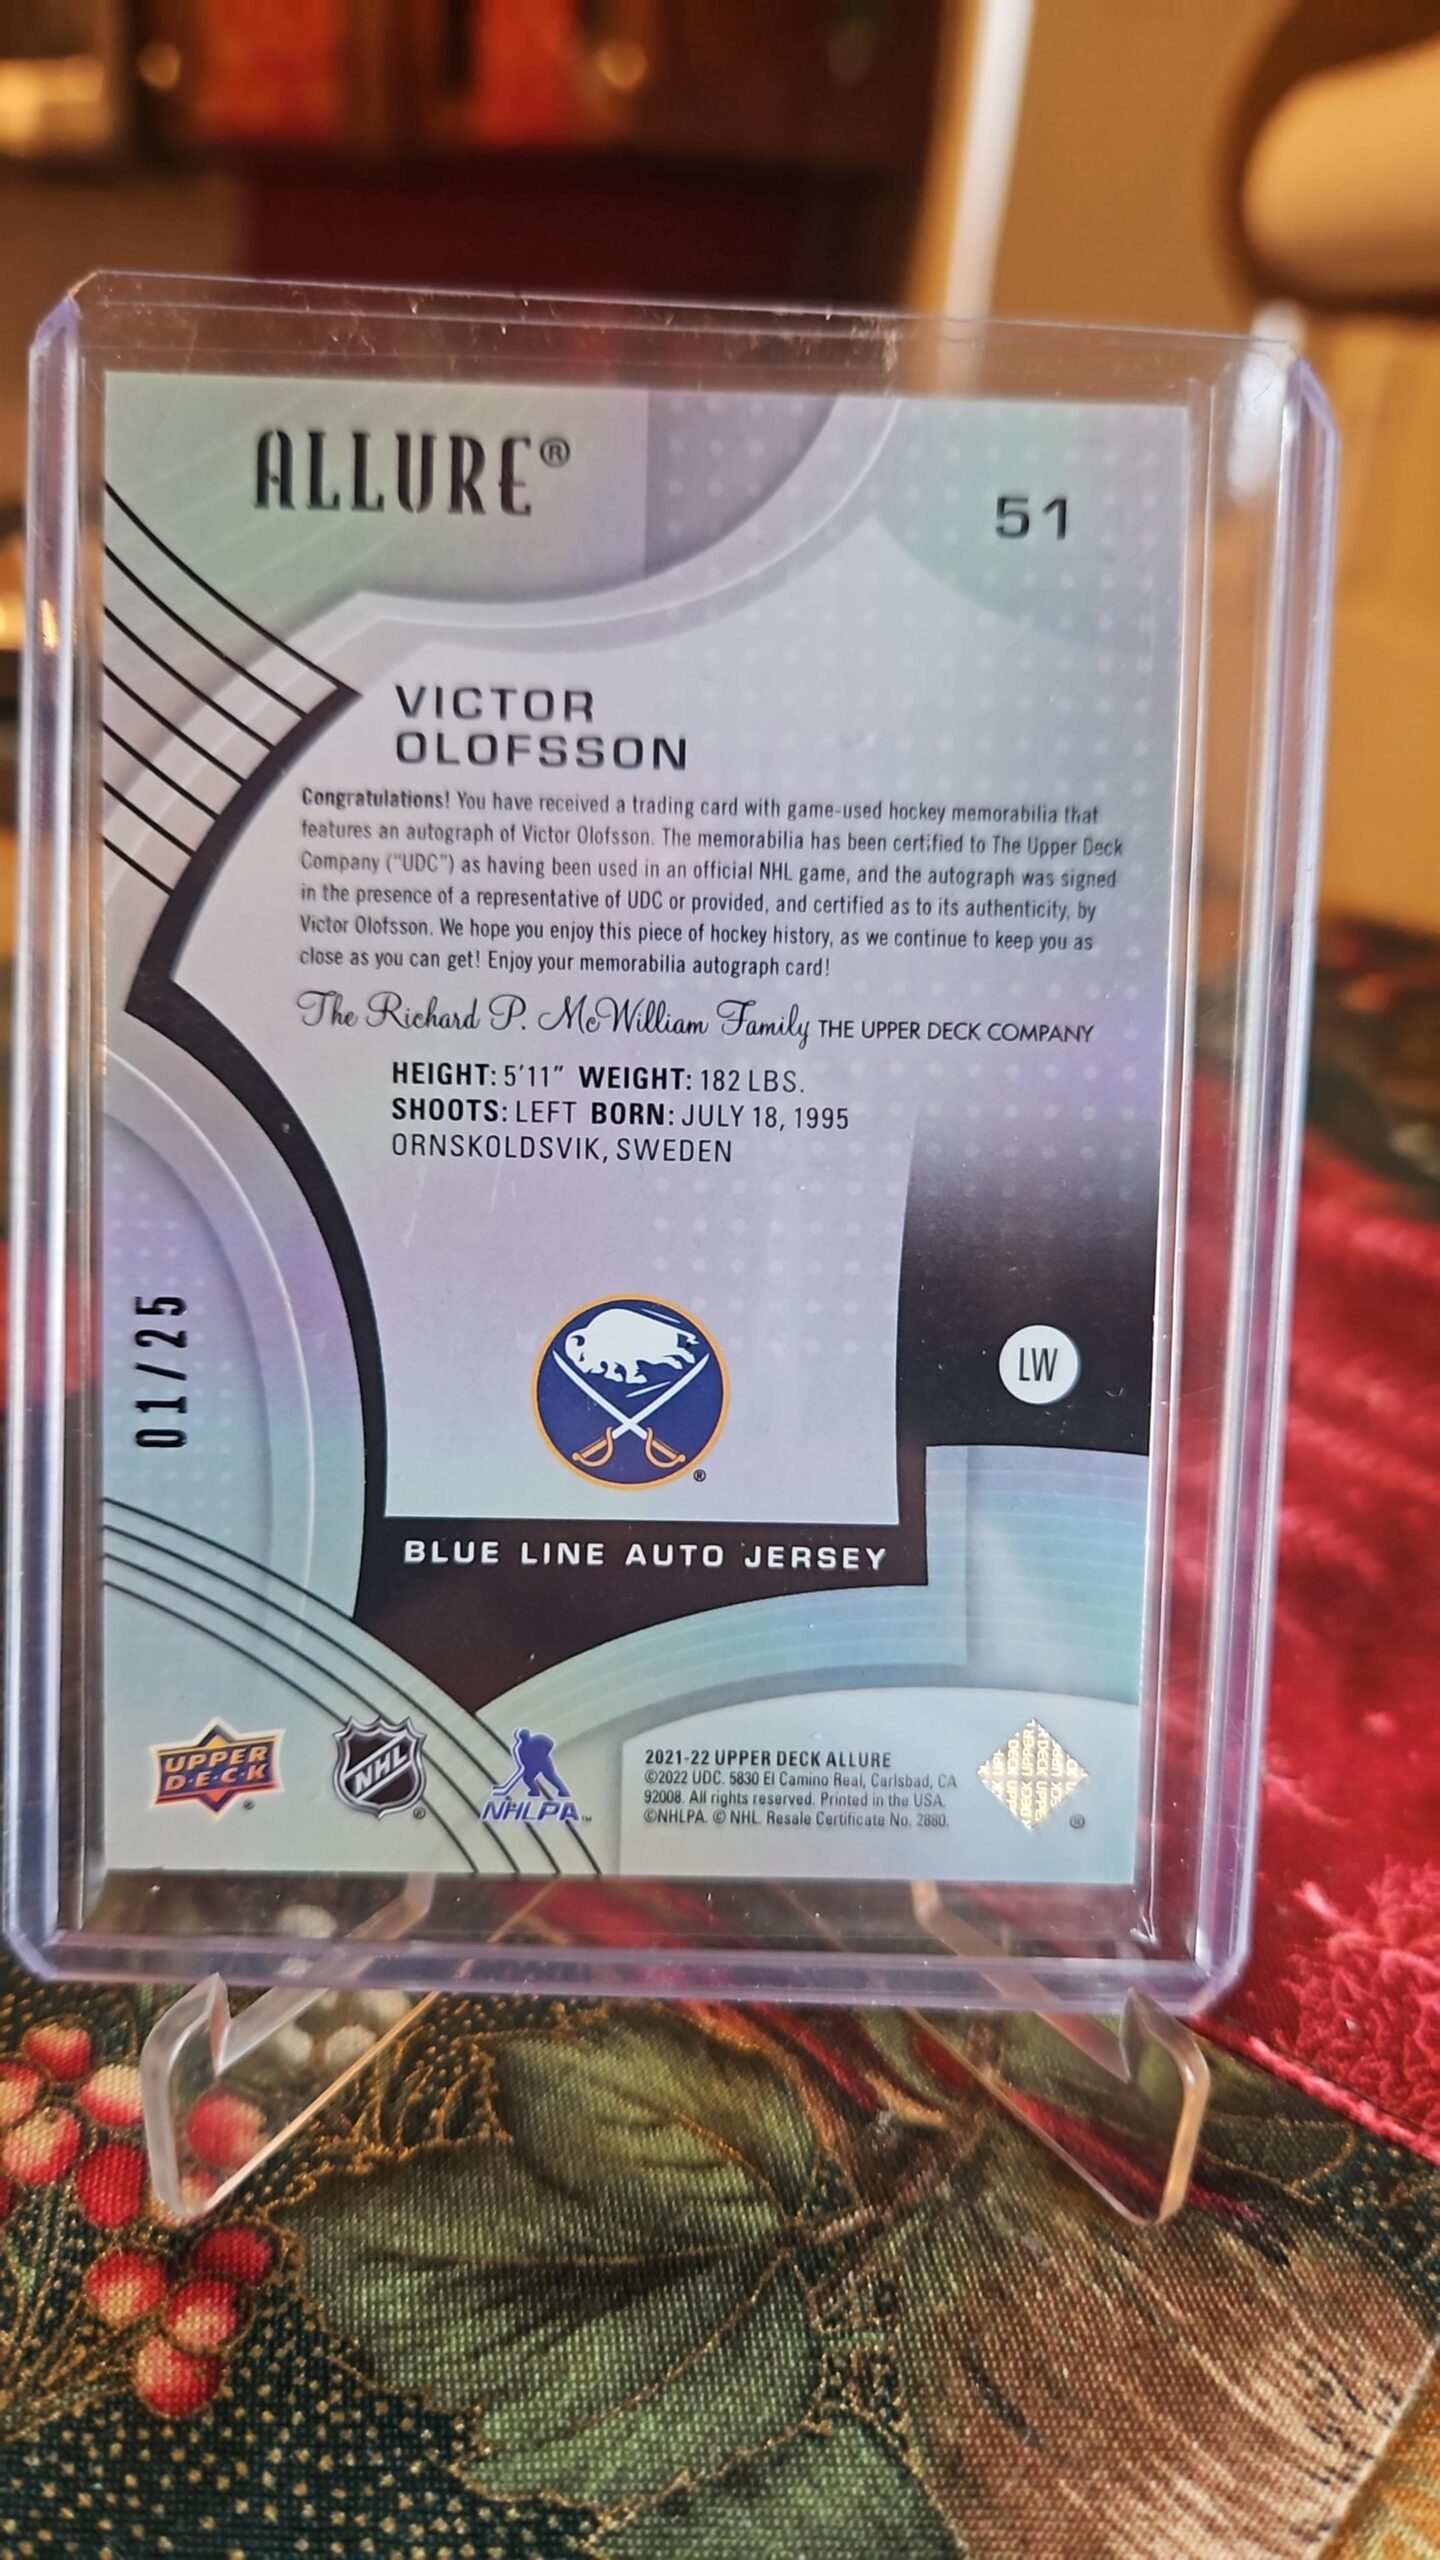 ALLURE®
51
VICTOR
OLOFSSON
Congratulations! You have received a trading card with game-used hockey memorabilia that
features an autograph of Victor Olofsson. The memorabilia has been certified to The Upper Deck
Company ("UDC") as having been used in an official NHL game, and the autograph was signed
in the presence of a representative of UDC or provided, and certified as to its authenticity, by
Victor Olofsson. We hope you enjoy this piece of hockey history, as we continue to keep you as
close as you can get! Enjoy your memorabilia autograph card!
The Richard P. McWilliam Family THE UPPER DECK COMPANY
HEIGHT: 5'11" WEIGHT: 182 LBS.
SHOOTS: LEFT BORN: JULY 18, 1995
ORNSKOLDSVIK, SWEDEN
01/25
LW
®
BLUE LINE AUTO JERSEY
UPPER
DECK®
NHL®
NHLPA™
2021-22 UPPER DECK ALLURE
©2022 UDC. 5830 El Camino Real, Carlsbad, CA
92008. All rights reserved. Printed in the USA.
©NHLPA. © NHL. Resale Certificate No. 2880.
®